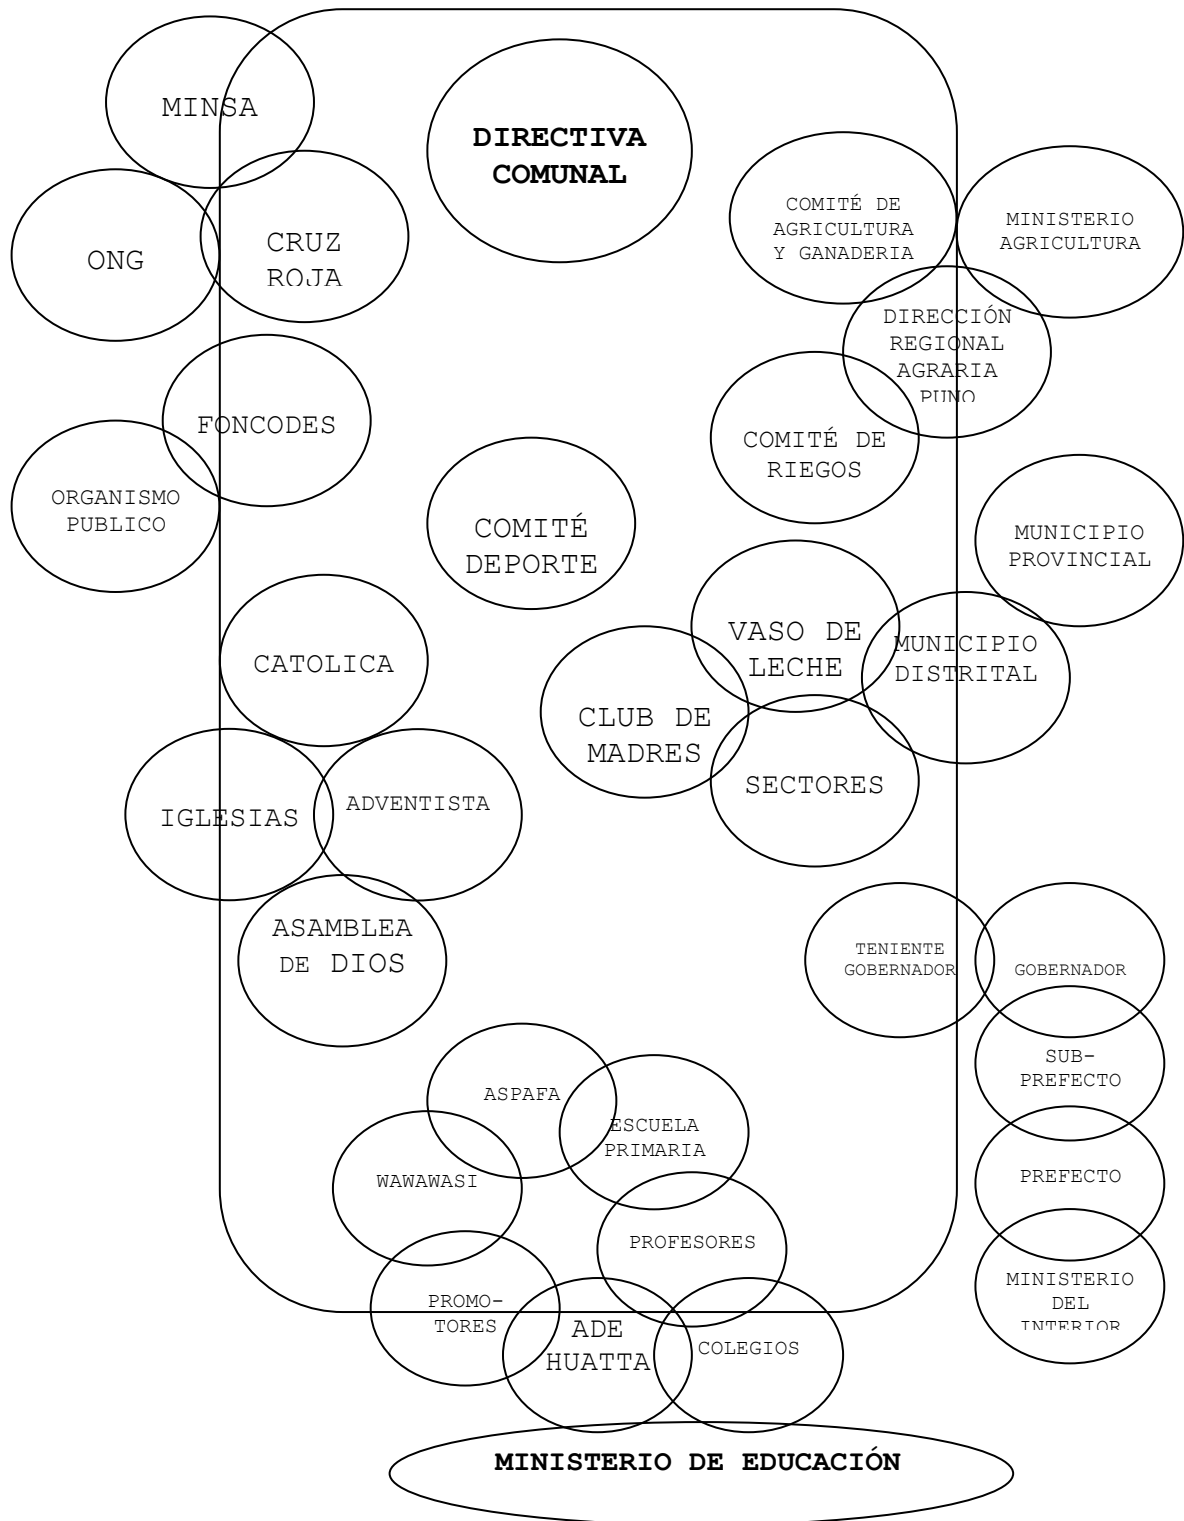 MINSA
DIRECTIVA
COMUNAL
COMITÉ DE
AGRICULTURA
Y GANADERIA
MINISTERIO
AGRICULTURA
ONG
CRUZ
ROJA
DIRECCIÓN
REGIONAL
AGRARIA
PUNO
FONCODES
COMITÉ DE
RIEGOS
ORGANISMO
PUBLICO
COMITÉ
DEPORTE
MUNICIPIO
PROVINCIAL
CATOLICA
VASO DE
LECHE
MUNICIPIO
DISTRITAL
CLUB DE
MADRES
SECTORES
IGLESIAS
ADVENTISTA
ASAMBLEA
DE DIOS
TENIENTE
GOBERNADOR
GOBERNADOR
SUB-
PREFECTO
ASPAFA
ESCUELA
PRIMARIA
WAWAWASI
PREFECTO
PROFESORES
PROMO-
TORES
ADE
HUATTA
COLEGIOS
MINISTERIO
DEL
INTERIOR
MINISTERIO DE EDUCACIÓN